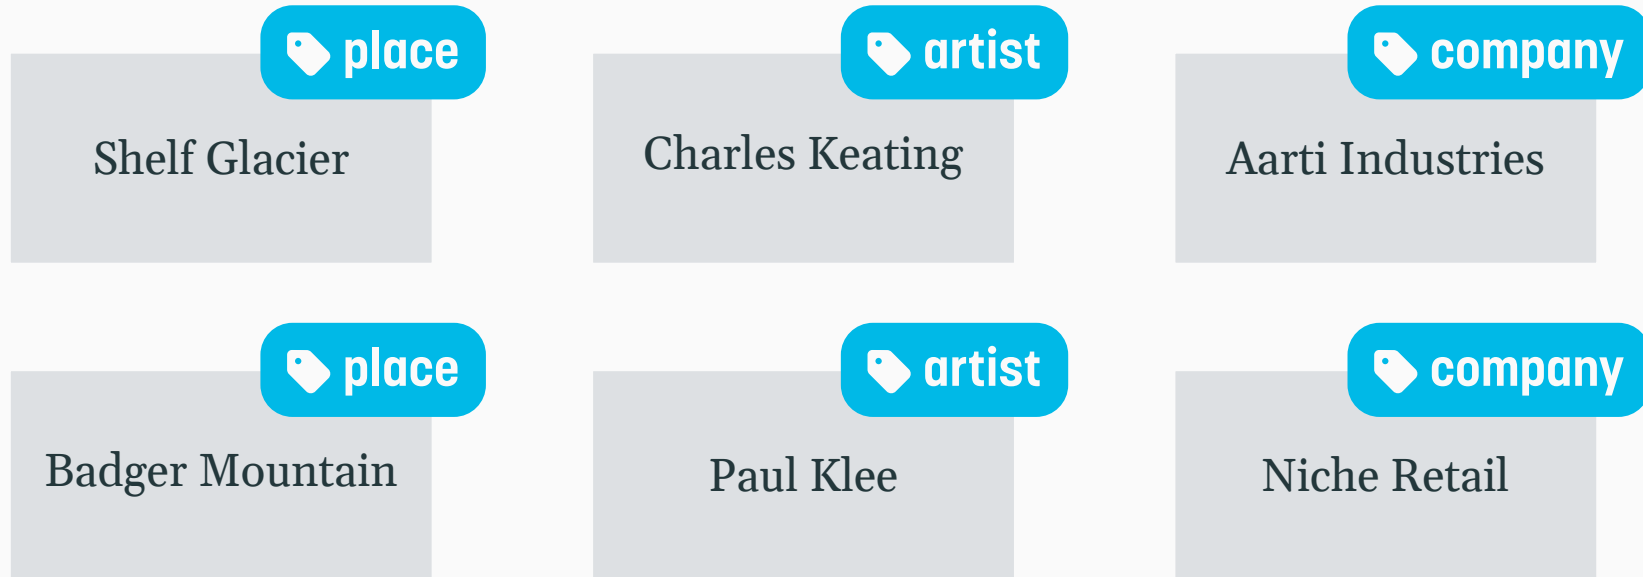 place
artist
company
Shelf Glacier
Charles Keating
Aarti Industries
place
artist
company
Badger Mountain
Paul Klee
Niche Retail